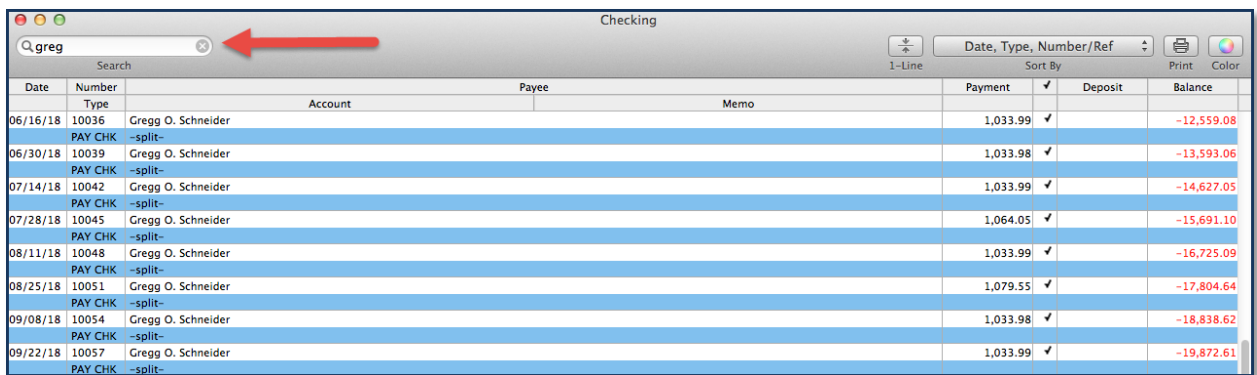 Checking
greg
Date, Type, Number/Ref
Search 1-Line Sort By Print Color
Date Number Payee Payment ✓ Deposit Balance
Type Account Memo
06/16/18 10036 Gregg O. Schneider 1,033.99 ✓ -12,559.08
PAY CHK -split-
06/30/18 10039 Gregg O. Schneider 1,033.98 ✓ -13,593.06
PAY CHK -split-
07/14/18 10042 Gregg O. Schneider 1,033.99 ✓ -14,627.05
PAY CHK -split-
07/28/18 10045 Gregg O. Schneider 1,064.05 ✓ -15,691.10
PAY CHK -split-
08/11/18 10048 Gregg O. Schneider 1,033.99 ✓ -16,725.09
PAY CHK -split-
08/25/18 10051 Gregg O. Schneider 1,079.55 ✓ -17,804.64
PAY CHK -split-
09/08/18 10054 Gregg O. Schneider 1,033.98 ✓ -18,838.62
PAY CHK -split-
09/22/18 10057 Gregg O. Schneider 1,033.99 ✓ -19,872.61
PAY CHK -split-